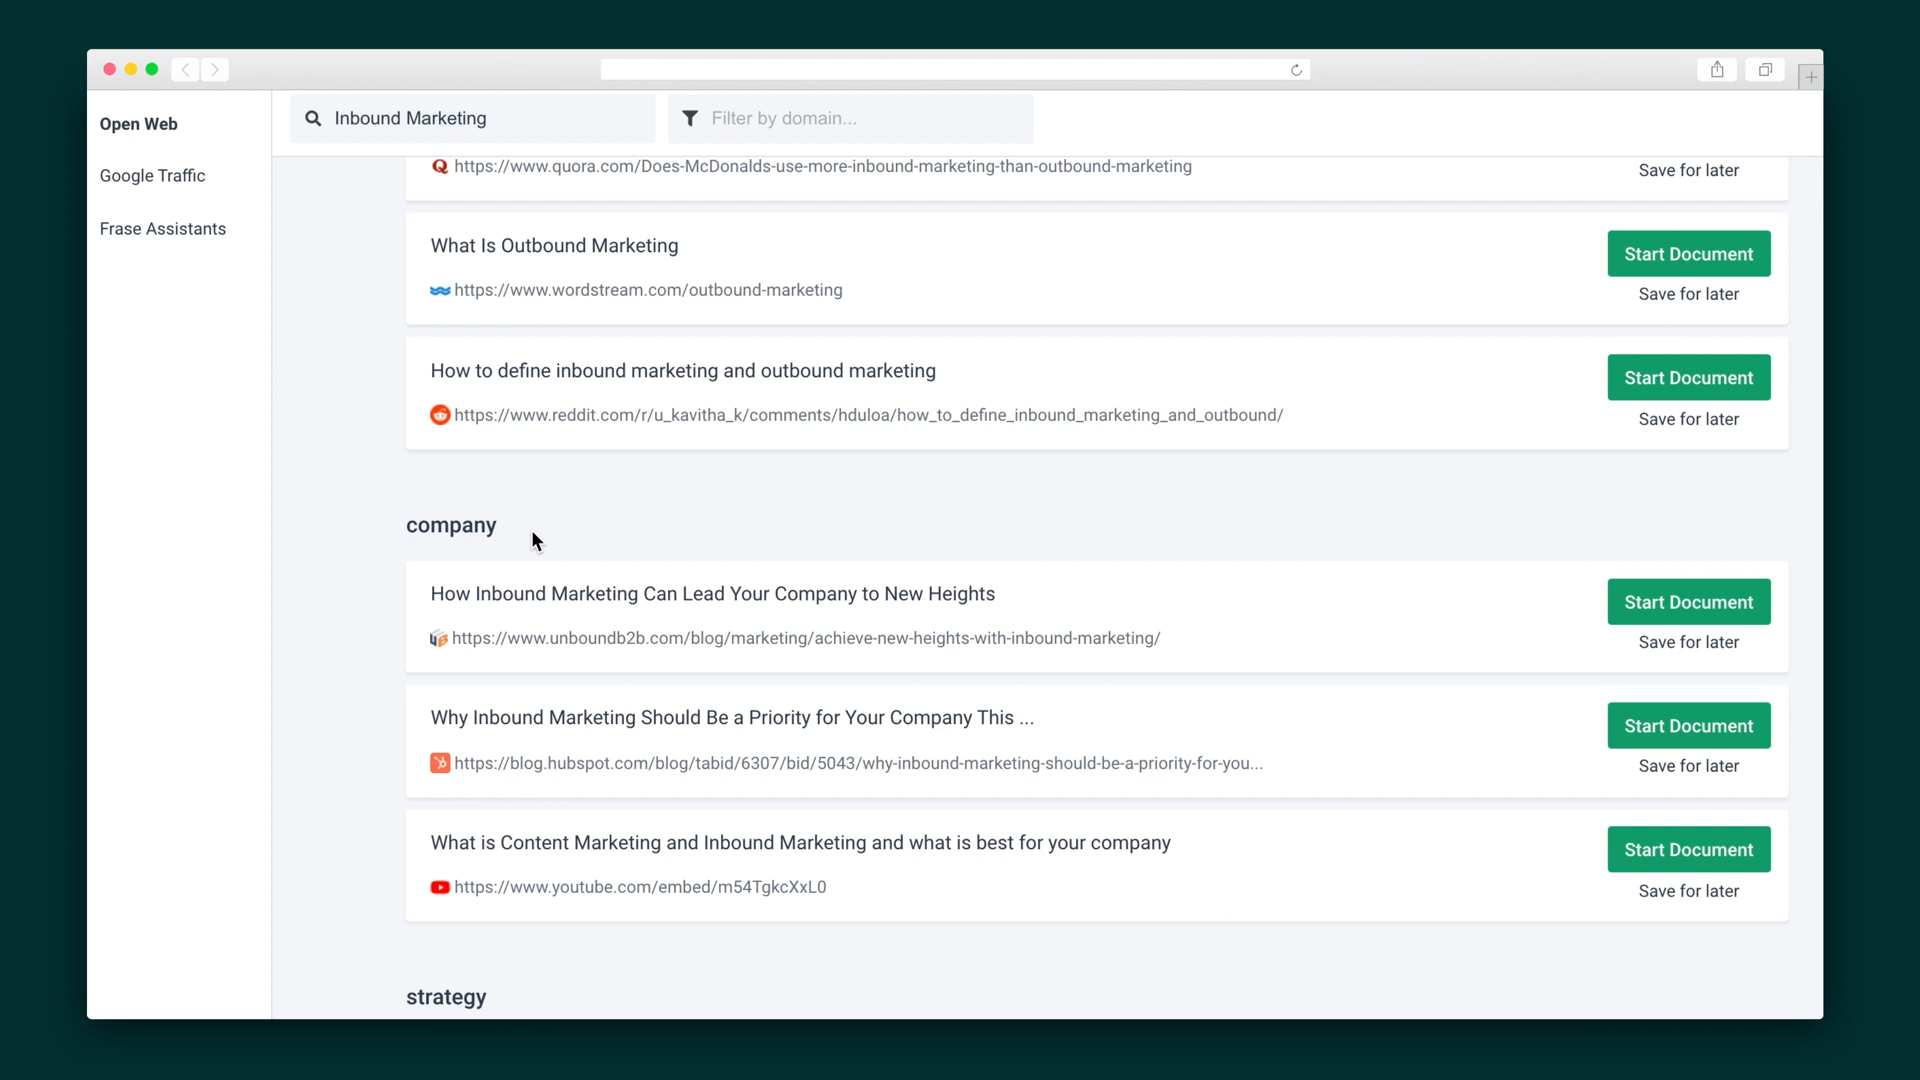 Open Web
Google Traffic
Frase Assistants
Inbound Marketing
Filter by domain...
https://www.quora.com/Does-McDonalds-use-more-inbound-marketing-than-outbound-marketing
Save for later
What Is Outbound Marketing
https://www.wordstream.com/outbound-marketing
Start Document
Save for later
How to define inbound marketing and outbound marketing
https://www.reddit.com/r/u_kavitha_k/comments/hduloa/how_to_define_inbound_marketing_and_outbound/
Start Document
Save for later
company
How Inbound Marketing Can Lead Your Company to New Heights
https://www.unboundb2b.com/blog/marketing/achieve-new-heights-with-inbound-marketing/
Start Document
Save for later
Why Inbound Marketing Should Be a Priority for Your Company This ...
https://blog.hubspot.com/blog/tabid/6307/bid/5043/why-inbound-marketing-should-be-a-priority-for-you...
Start Document
Save for later
What is Content Marketing and Inbound Marketing and what is best for your company
https://www.youtube.com/embed/m54TgkcXxL0
Start Document
Save for later
strategy